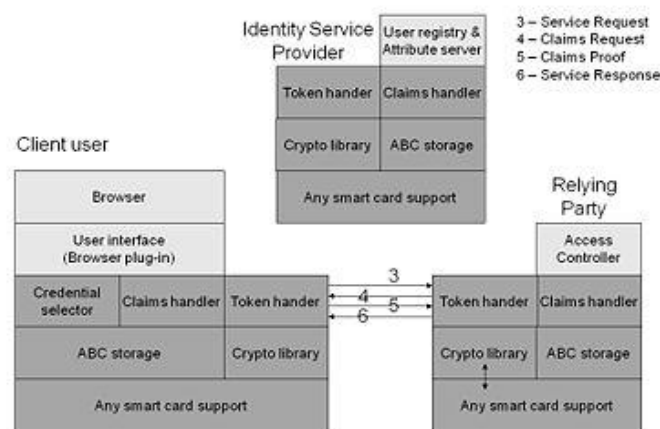 Identity Service
Provider
User registry &
Attribute server
3 – Service Request
4 – Claims Request
5 – Claims Proof
6 – Service Response
Token hander
Claims handler
Crypto library
ABC storage
Any smart card support
Client user
Browser
User interface
(Browser plug-in)
Credential
selector
Claims handler
Token hander
ABC storage
Crypto library
Any smart card support
3
4
5
6
Relying
Party
Access
Controller
Token hander
Claims handler
Crypto library
ABC storage
Any smart card support